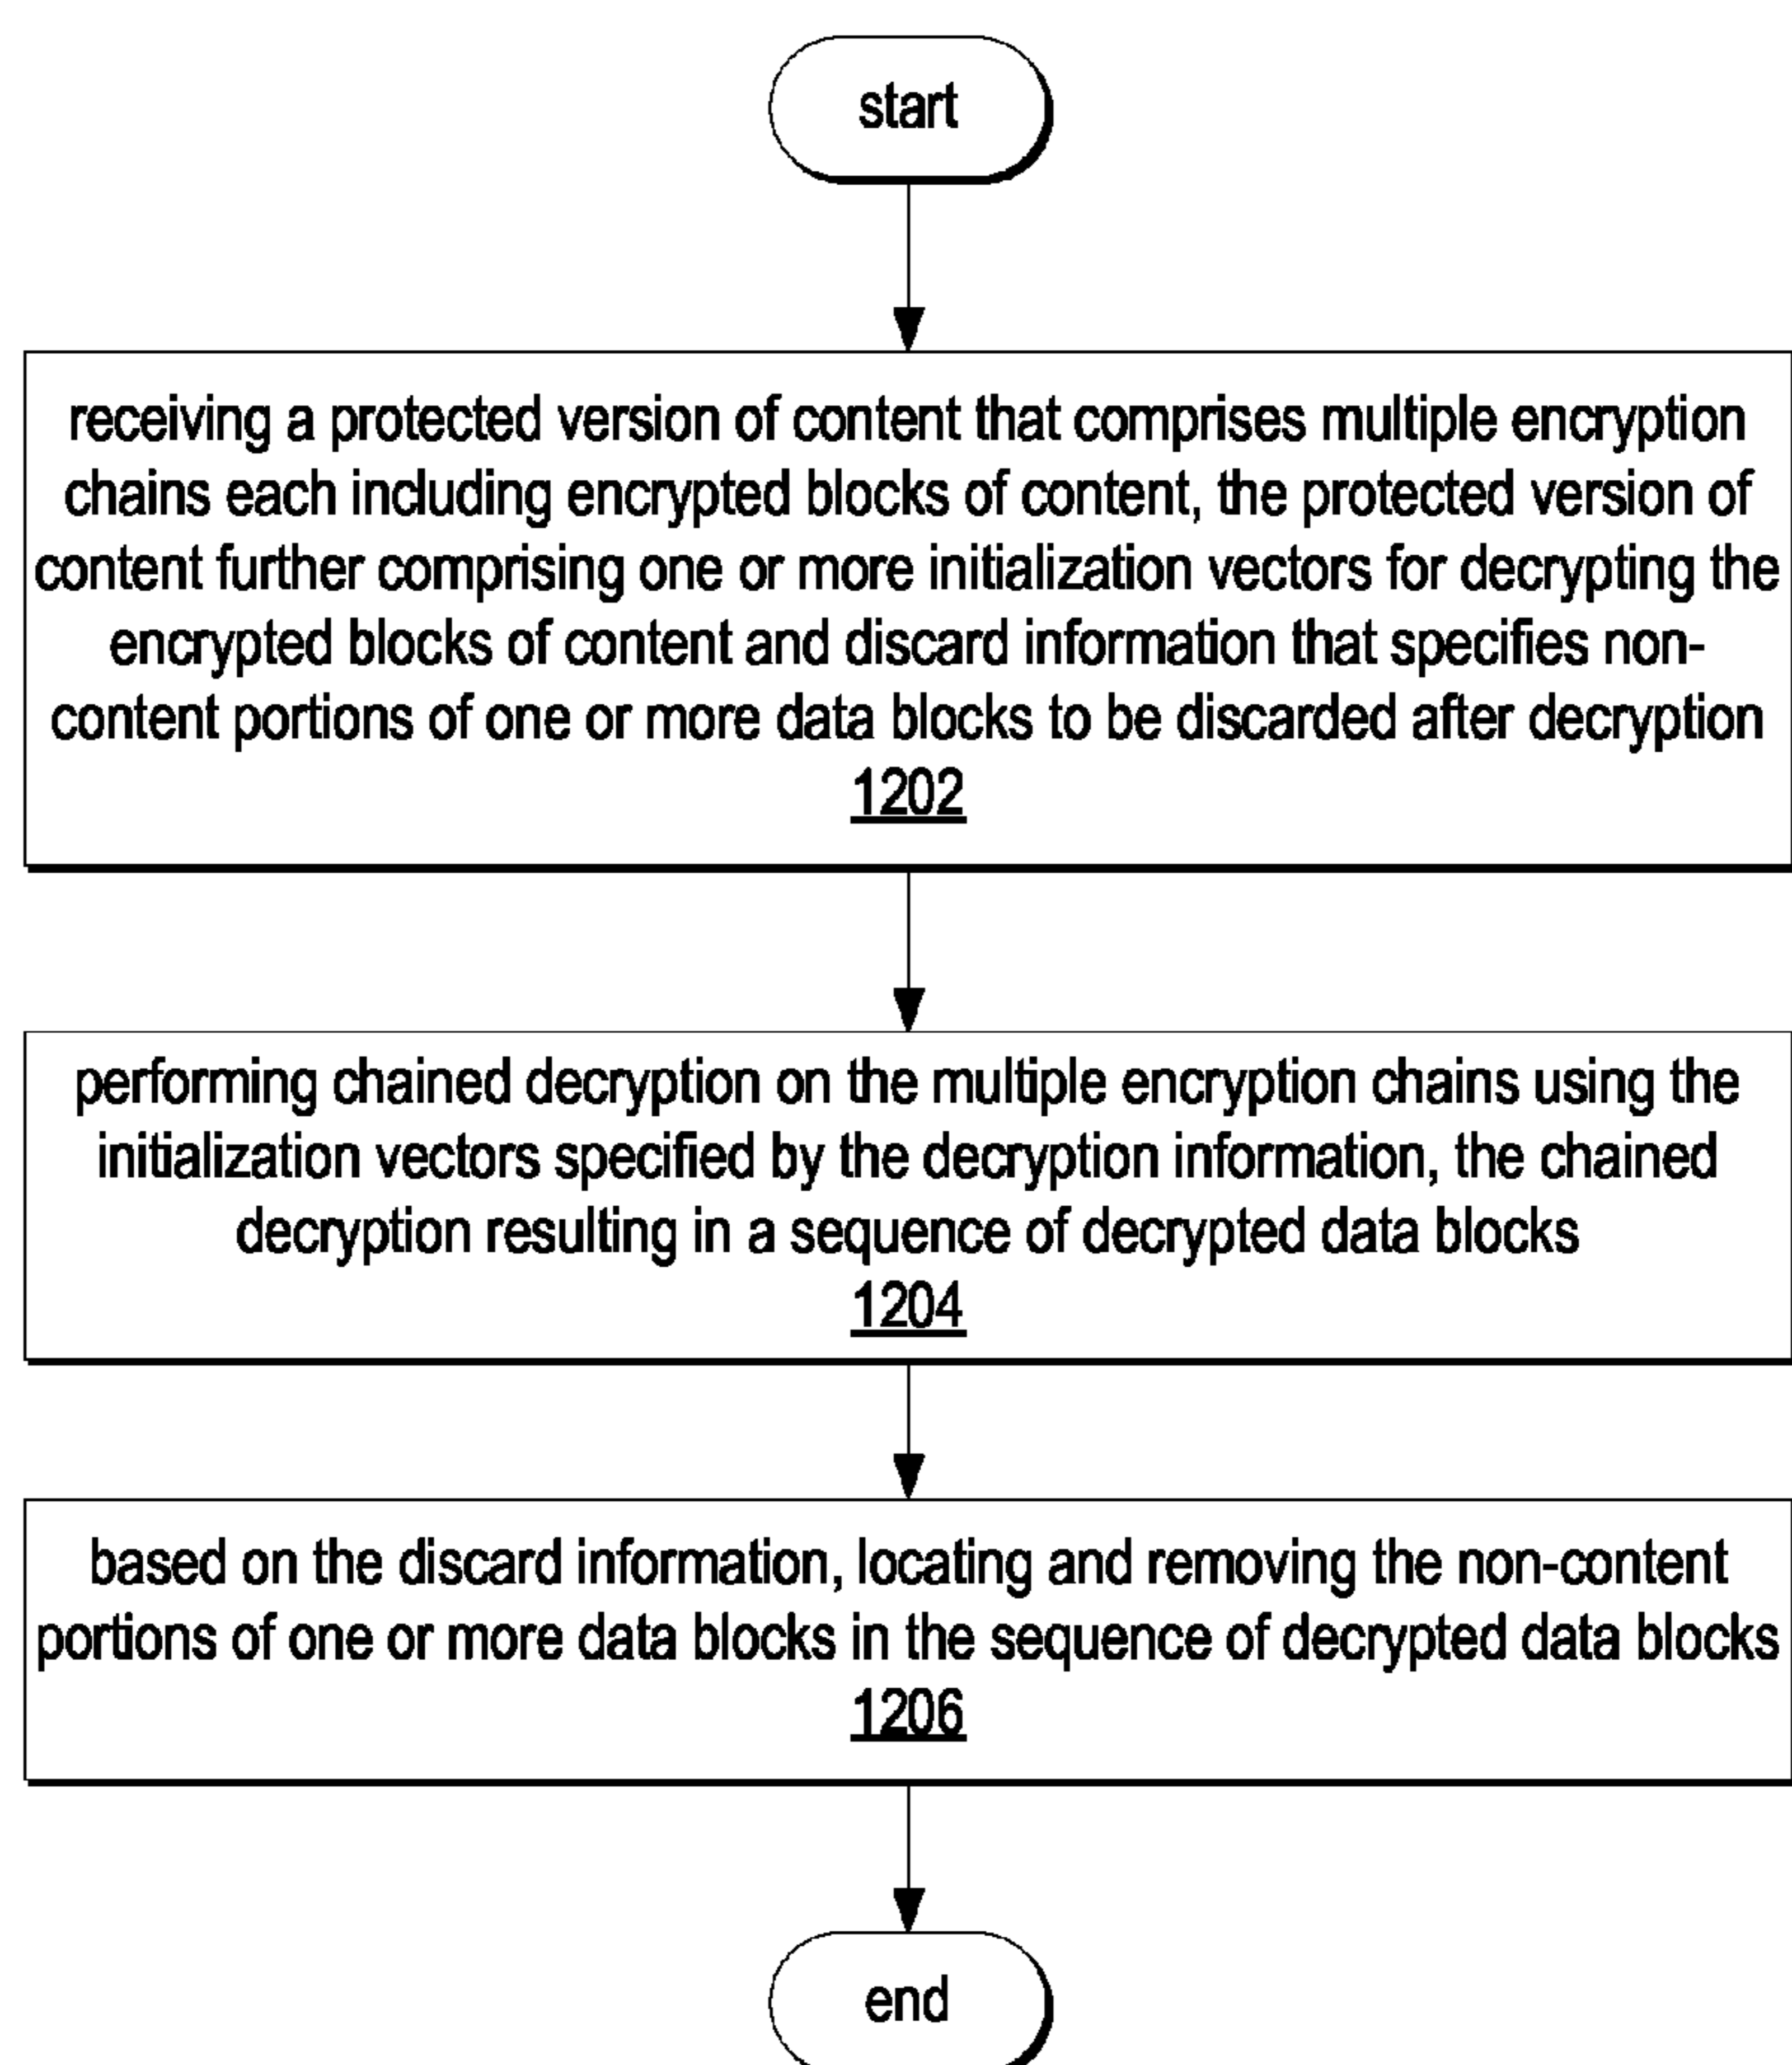 start
receiving a protected version of content that comprises multiple encryption
chains each including encrypted blocks of content, the protected version of
content further comprising one or more initialization vectors for decrypting the
encrypted blocks of content and discard information that specifies non-
content portions of one or more data blocks to be discarded after decryption
1202
performing chained decryption on the multiple encryption chains using the
initialization vectors specified by the decryption information, the chained
decryption resulting in a sequence of decrypted data blocks
1204
based on the discard information, locating and removing the non-content
portions of one or more data blocks in the sequence of decrypted data blocks
1206
end